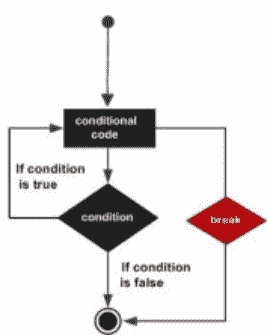 conditional
code
If condition
is true
condition
break
If condition
is false